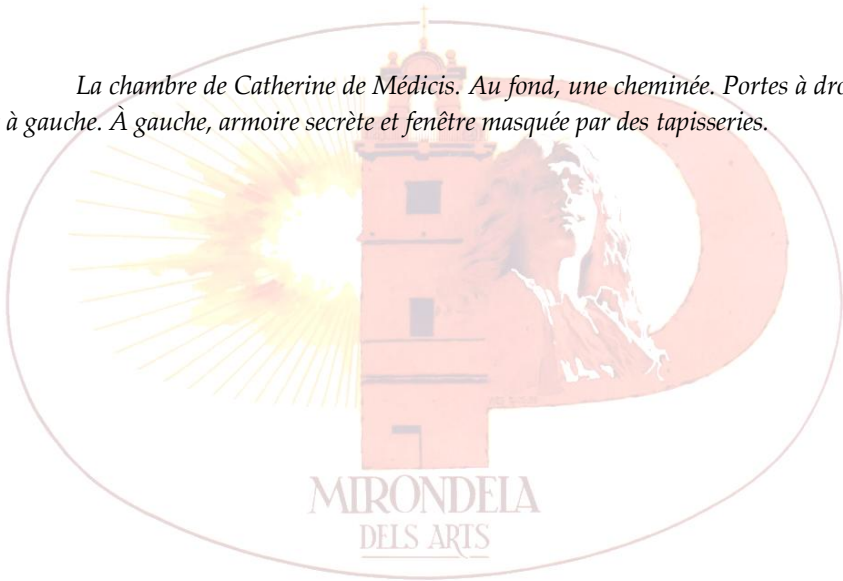 La chambre de Catherine de Médicis. Au fond, une cheminée. Portes à dro
à gauche. À gauche, armoire secrète et fenêtre masquée par des tapisseries.
MIRONDELA
DELS ARTS